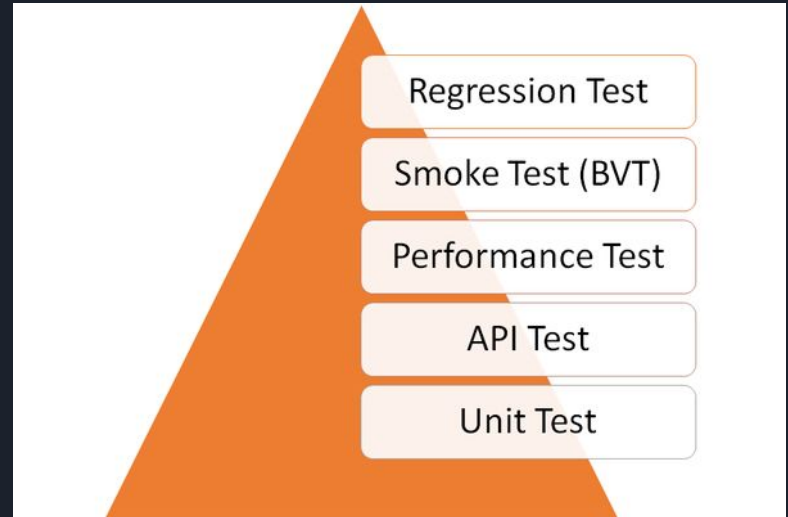 Regression Test
Smoke Test (BVT)
Performance Test
API Test
Unit Test